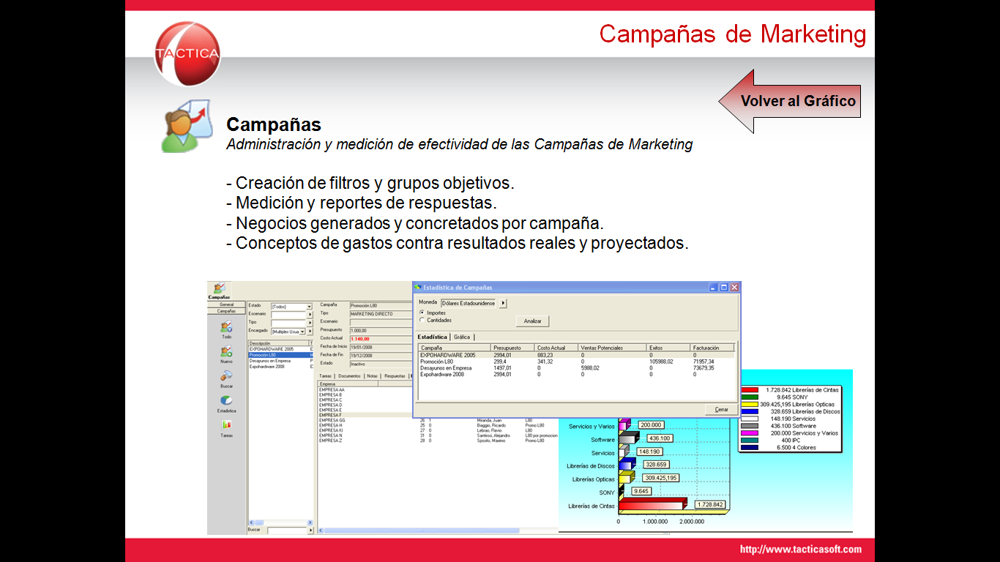 Campañas de Marketing
TACTICA
Volver al Gráfico
Campañas
Administración y medición de efectividad de las Campañas de Marketing
- Creación de filtros y grupos objetivos.
- Medición y reportes de respuestas.
- Negocios generados y concretados por campaña.
- Conceptos de gastos contra resultados reales y proyectados.
Campañas
General
Campañas
Todo
Nuevo
Buscar
Estadística
Tareas
Estado [Todos]
Escenario
Tipo
Encargado [Multiples Usua
Descripción
EXPOHARDWARE 2005
Promoción L80
Desayunos en Empresa
Expohardware 2008
Buscar
Campaña Promoción L80
Tipo MARKETING DIRECTO
Escenario
Presupuesto 1.000,00
Costo Actual 1.140,00
Fecha de Inicio 19/01/2008
Fecha de Fin 19/12/2008
Estado Inactivo
Tareas Documentos Notas Respuestas
Empresa
EMPRESA AA
EMPRESA B
EMPRESA C
EMPRESA D
EMPRESA E
EMPRESA F
EMPRESA GG 26 1 Miranda, Juan L80
EMPRESA H 25 0 Biaggio, Ricardo Promo L80
EMPRESA KI 27 0 Lebrao, Flavio L80
EMPRESA N 31 0 Santirosi, Alejandro L80 por promocion
EMPRESA Z 28 0 Sposito, Maximo Promo L80
Estadística de Campañas
Moneda Dólares Estadounidense
Importes
Cantidades
Analizar
Estadística Gráfica
Campaña Presupuesto Costo Actual Ventas Potenciales Exitos Facturación
EXPOHARDWARE 2005 2994,01 883,23 0 0 0
Promoción L80 299,4 341,32 0 105988,02 71957,34
Desayunos en Empresa 1497,01 0 5988,02 0 73679,35
Expohardware 2008 2994,01 0 0 0 0
Cerrar
1.728.842 Librerías de Cintas
9.645 SONY
309.425,195 Librerías Opticas
328.659 Librerías de Discos
148.190 Servicios
436.100 Software
200.000 Servicios y Varios
400 IPC
6.500 4 Colores
Servicios y Varios 200.000
Software 436.100
Servicios 148.190
Librerías de Discos 328.659
Librerías Opticas 309.425,195
SONY 9.645
Librerías de Cintas 1.728.842
0 1.000.000 2.000.000
http://www.tacticasoft.com